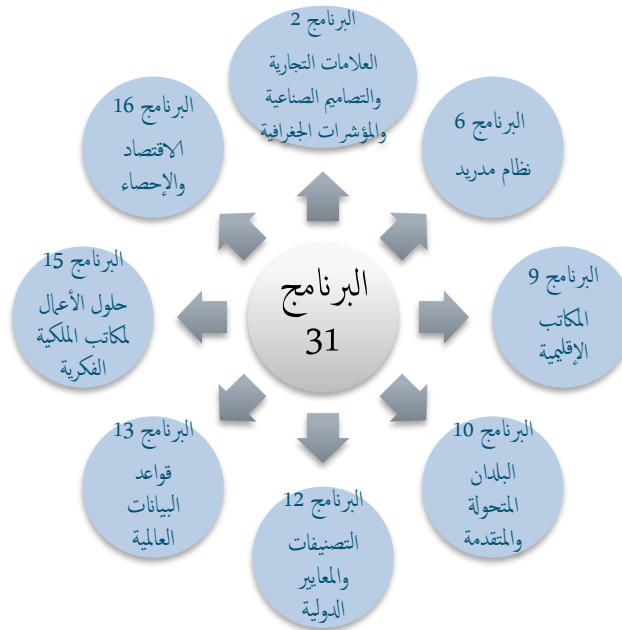 البرنامج 2
العلامات التجارية
والتصاميم الصناعية
والمؤشرات الجغرافية
البرنامج 6
نظام مدريد
البرنامج 9
المكاتب
الإقليمية
البرنامج 10
البلدان
المتحولة
والمتقدمة
البرنامج 12
التصنيفات
والمعايير
الدولية
البرنامج 13
قواعد
البيانات
العالمية
البرنامج 15
حلول الأعمال
لمكاتب الملكية
الفكرية
البرنامج 16
الاقتصاد
والإحصاء
البرنامج
31